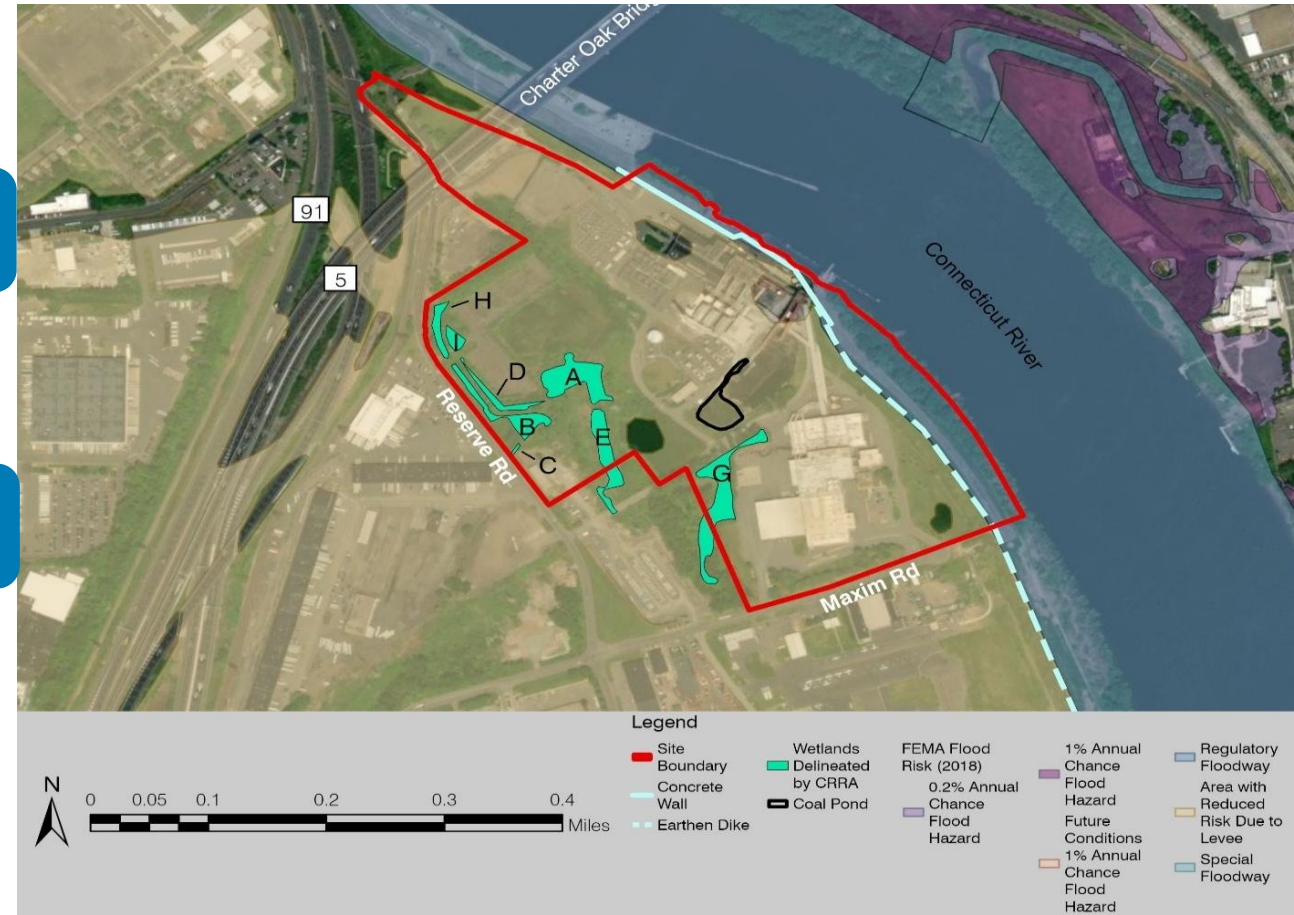 Charter Oak Brid
91
5
Connecticut River
H
I
D
A
B
E
C
G
Reserve Rd
Maxim Rd
N
0 0.05 0.1 0.2 0.3 0.4
Miles
Legend
Site
Boundary
Concrete
Wall
Earthen Dike
Wetlands
Delineated
by CRRA
Coal Pond
FEMA Flood
Risk (2018)
0.2% Annual
Chance
Flood
Hazard
1% Annual
Chance
Flood
Hazard
Future
Conditions
1% Annual
Chance
Flood
Hazard
Regulatory
Floodway
Area with
Reduced
Risk Due to
Levee
Special
Floodway